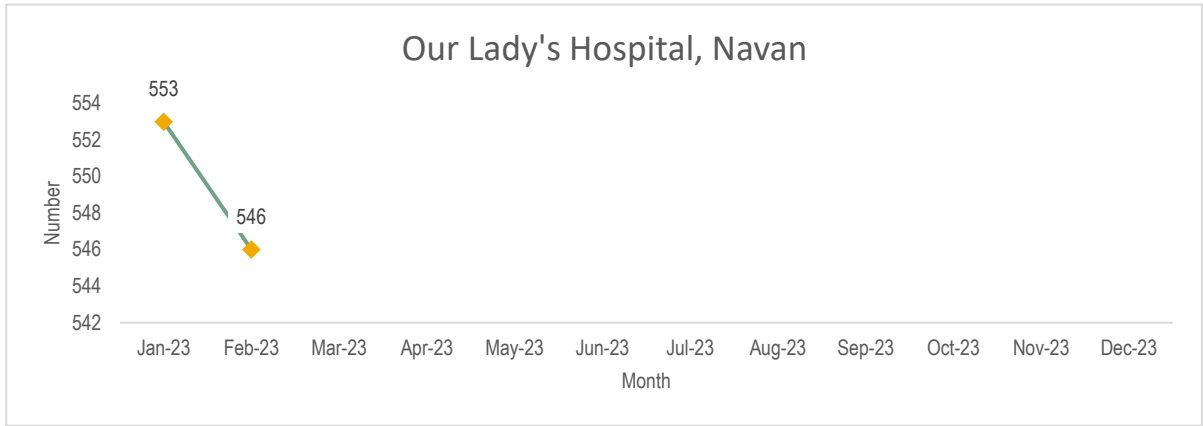 Our Lady's Hospital, Navan
553
554
552
550
548
546
544
542
546
Number
Jan-23 Feb-23 Mar-23 Apr-23 May-23 Jun-23 Jul-23 Aug-23 Sep-23 Oct-23 Nov-23 Dec-23
Month